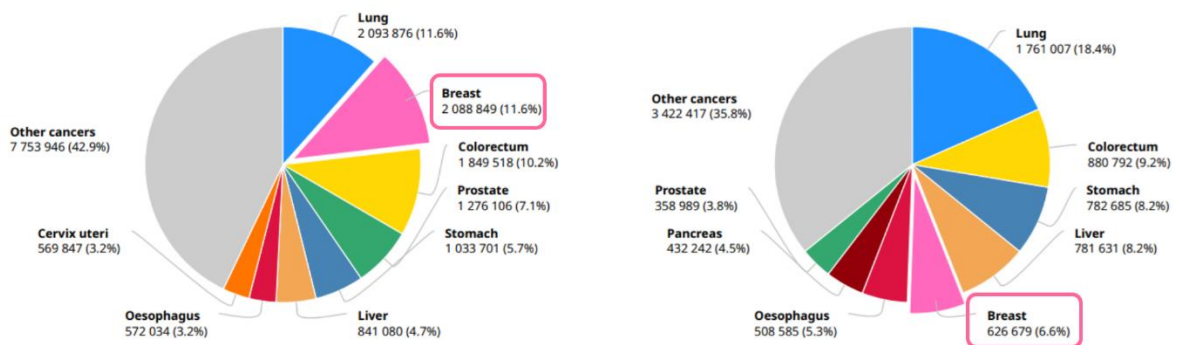 Lung
2 093 876 (11.6%)
Breast
2 088 849 (11.6%)
Colorectum
1 849 518 (10.2%)
Prostate
1 276 106 (7.1%)
Stomach
1 033 701 (5.7%)
Liver
841 080 (4.7%)
Oesophagus
572 034 (3.2%)
Cervix uteri
569 847 (3.2%)
Other cancers
7 753 946 (42.9%)
Lung
1 761 007 (18.4%)
Colorectum
880 792 (9.2%)
Stomach
782 685 (8.2%)
Liver
781 631 (8.2%)
Breast
626 679 (6.6%)
Oesophagus
508 585 (5.3%)
Pancreas
432 242 (4.5%)
Prostate
358 989 (3.8%)
Other cancers
3 422 417 (35.8%)